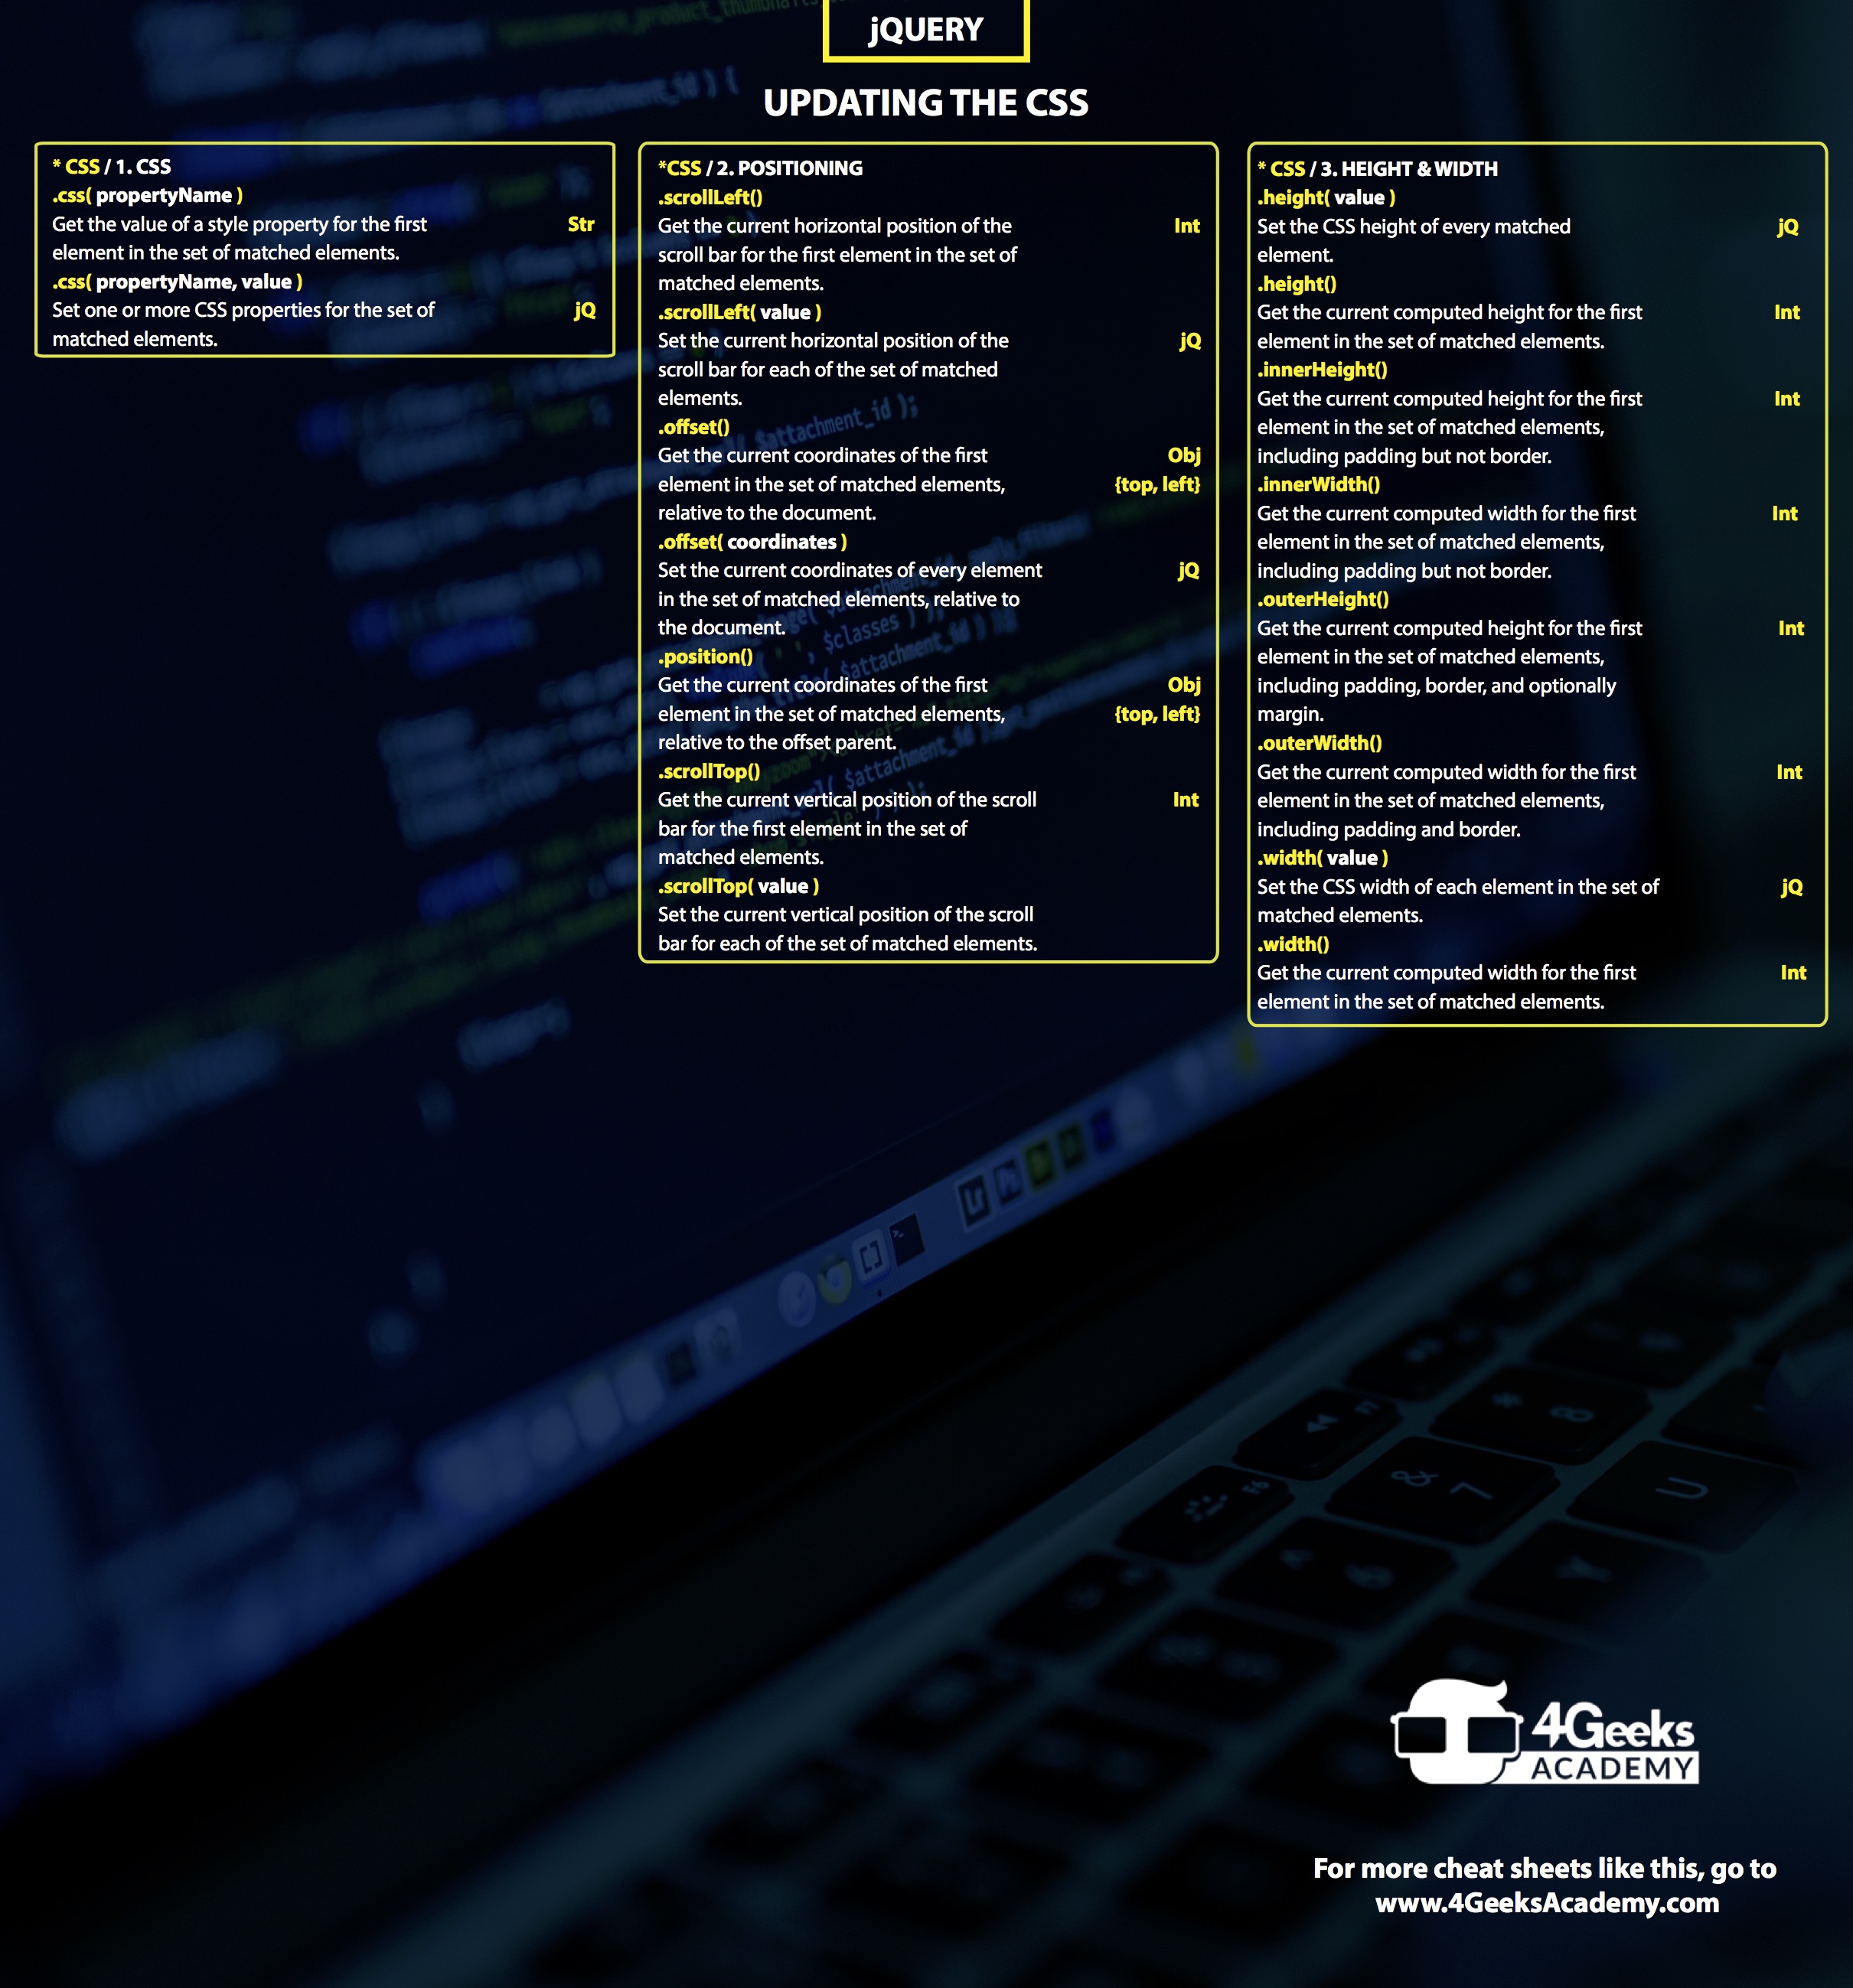 jQUERY
UPDATING THE CSS
* CSS / 1. CSS
.css( propertyName )
Get the value of a style property for the first Str
element in the set of matched elements.
.css( propertyName, value )
Set one or more CSS properties for the set of jQ
matched elements.
*CSS / 2. POSITIONING
.scrollLeft()
Get the current horizontal position of the Int
scroll bar for the first element in the set of
matched elements.
.scrollLeft( value )
Set the current horizontal position of the jQ
scroll bar for each of the set of matched
elements.
.offset()
Get the current coordinates of the first Obj
element in the set of matched elements, {top, left}
relative to the document.
.offset( coordinates )
Set the current coordinates of every element jQ
in the set of matched elements, relative to
the document.
.position()
Get the current coordinates of the first Obj
element in the set of matched elements, {top, left}
relative to the offset parent.
.scrollTop()
Get the current vertical position of the scroll Int
bar for the first element in the set of
matched elements.
.scrollTop( value )
Set the current vertical position of the scroll
bar for each of the set of matched elements.
* CSS / 3. HEIGHT & WIDTH
.height( value )
Set the CSS height of every matched jQ
element.
.height()
Get the current computed height for the first Int
element in the set of matched elements.
.innerHeight()
Get the current computed height for the first Int
element in the set of matched elements,
including padding but not border.
.innerWidth()
Get the current computed width for the first Int
element in the set of matched elements,
including padding but not border.
.outerHeight()
Get the current computed height for the first Int
element in the set of matched elements,
including padding, border, and optionally
margin.
.outerWidth()
Get the current computed width for the first Int
element in the set of matched elements,
including padding and border.
.width( value )
Set the CSS width of each element in the set of jQ
matched elements.
.width()
Get the current computed width for the first Int
element in the set of matched elements.
$attachment_id ) {
$attachment_id );
$classes ) );
$attachment_id )
$attachment_id )
Lr
* 8
& 7
U
Y
F7
F6
4Geeks
ACADEMY
For more cheat sheets like this, go to
www.4GeeksAcademy.com